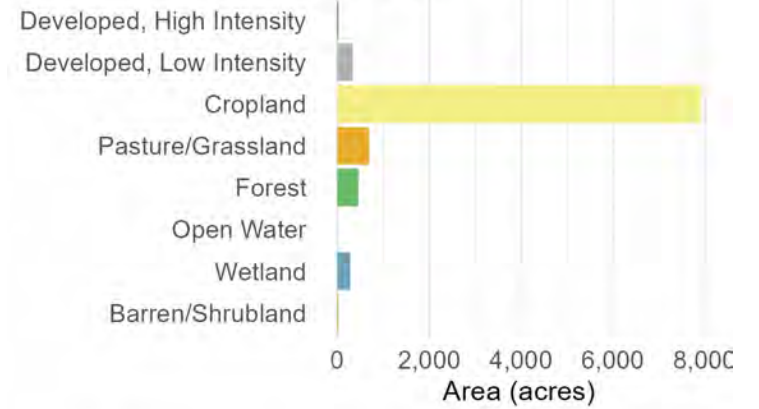 Developed, High Intensity
Developed, Low Intensity
Cropland
Pasture/Grassland
Forest
Open Water
Wetland
Barren/Shrubland
0 2,000 4,000 6,000 8,000
Area (acres)